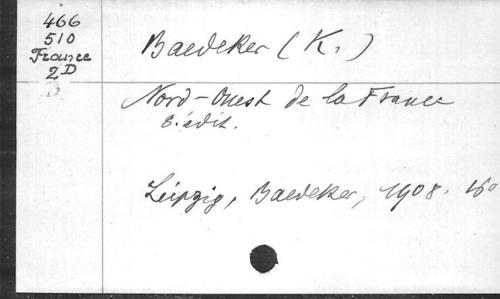 466
510
France
2D
B
Baedeker (K.)
Nord-Ouest de la France
8.édit.
Leipzig, Baedeker, 1908. 16°